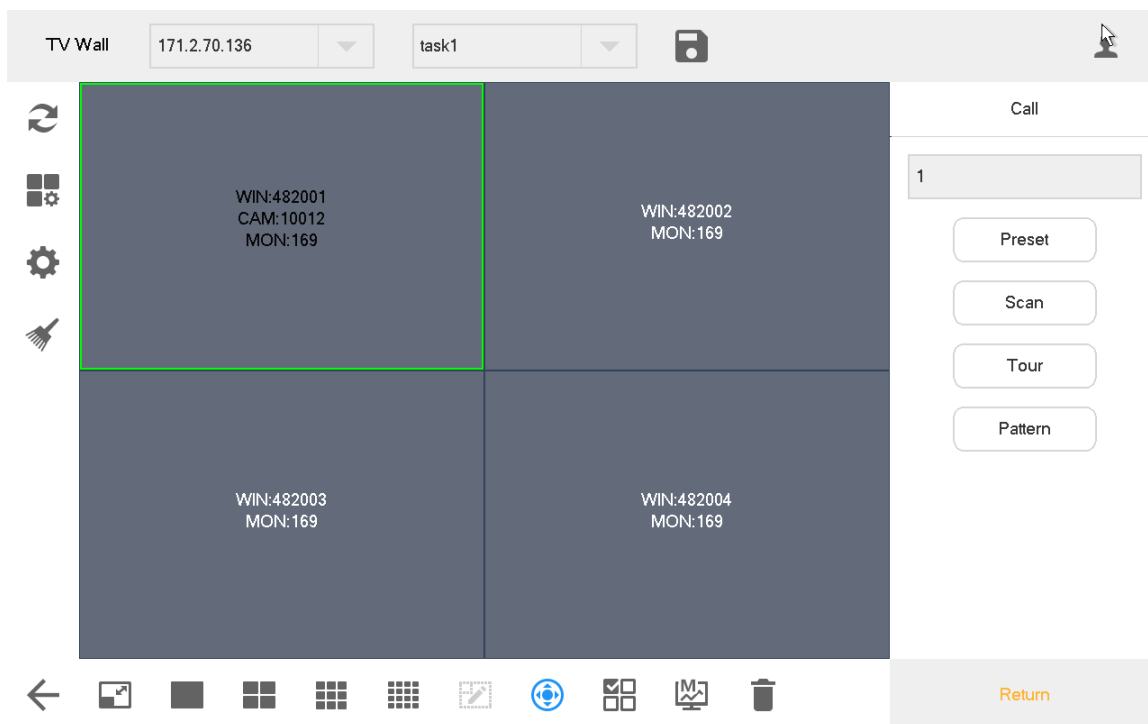 TV Wall
171.2.70.136
task1
Call
1
WIN:482001
CAM:10012
MON:169
WIN:482002
MON:169
Preset
Scan
Tour
Pattern
WIN:482003
MON:169
WIN:482004
MON:169
M
Return